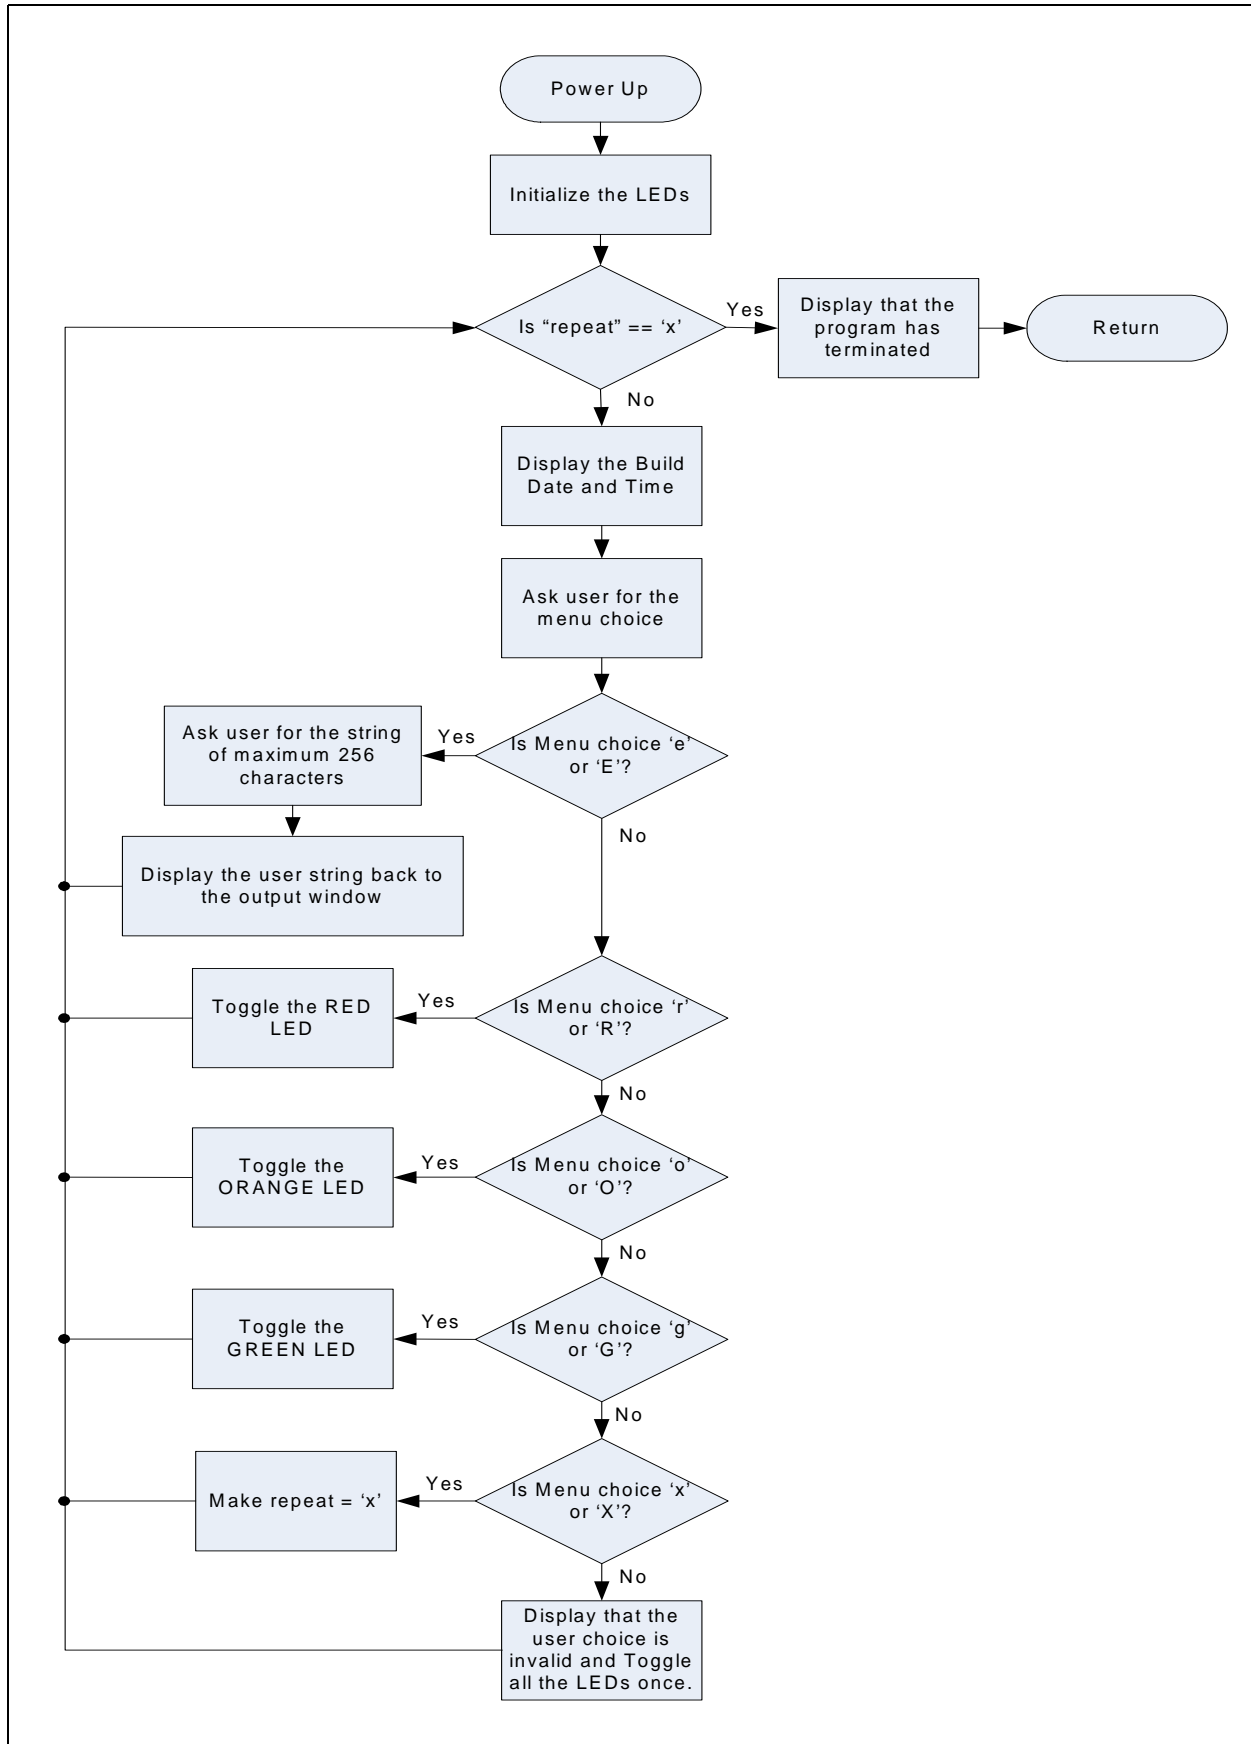 Power Up
Initialize the LEDs
Is “repeat” == ‘x’
Yes
Display that the
program has
terminated
Return
No
Display the Build
Date and Time
Ask user for the
menu choice
Is Menu choice ‘e’
or ‘E’?
Yes
Ask user for the string
of maximum 256
characters
Display the user string back to
the output window
No
Is Menu choice ‘r’
or ‘R’?
Yes
Toggle the RED
LED
No
Is Menu choice ‘o’
or ‘O’?
Yes
Toggle the
ORANGE LED
No
Is Menu choice ‘g’
or ‘G’?
Yes
Toggle the
GREEN LED
No
Is Menu choice ‘x’
or ‘X’?
Yes
Make repeat = ‘x’
No
Display that the
user choice is
invalid and Toggle
all the LEDs once.